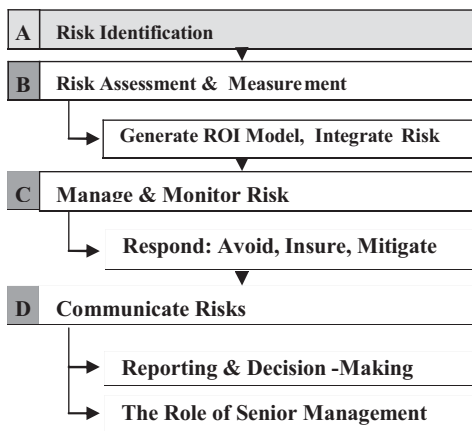 A Risk Identification
B Risk Assessment & Measurement
Generate ROI Model, Integrate Risk
C Manage & Monitor Risk
Respond: Avoid, Insure, Mitigate
D Communicate Risks
Reporting & Decision -Making
The Role of Senior Management